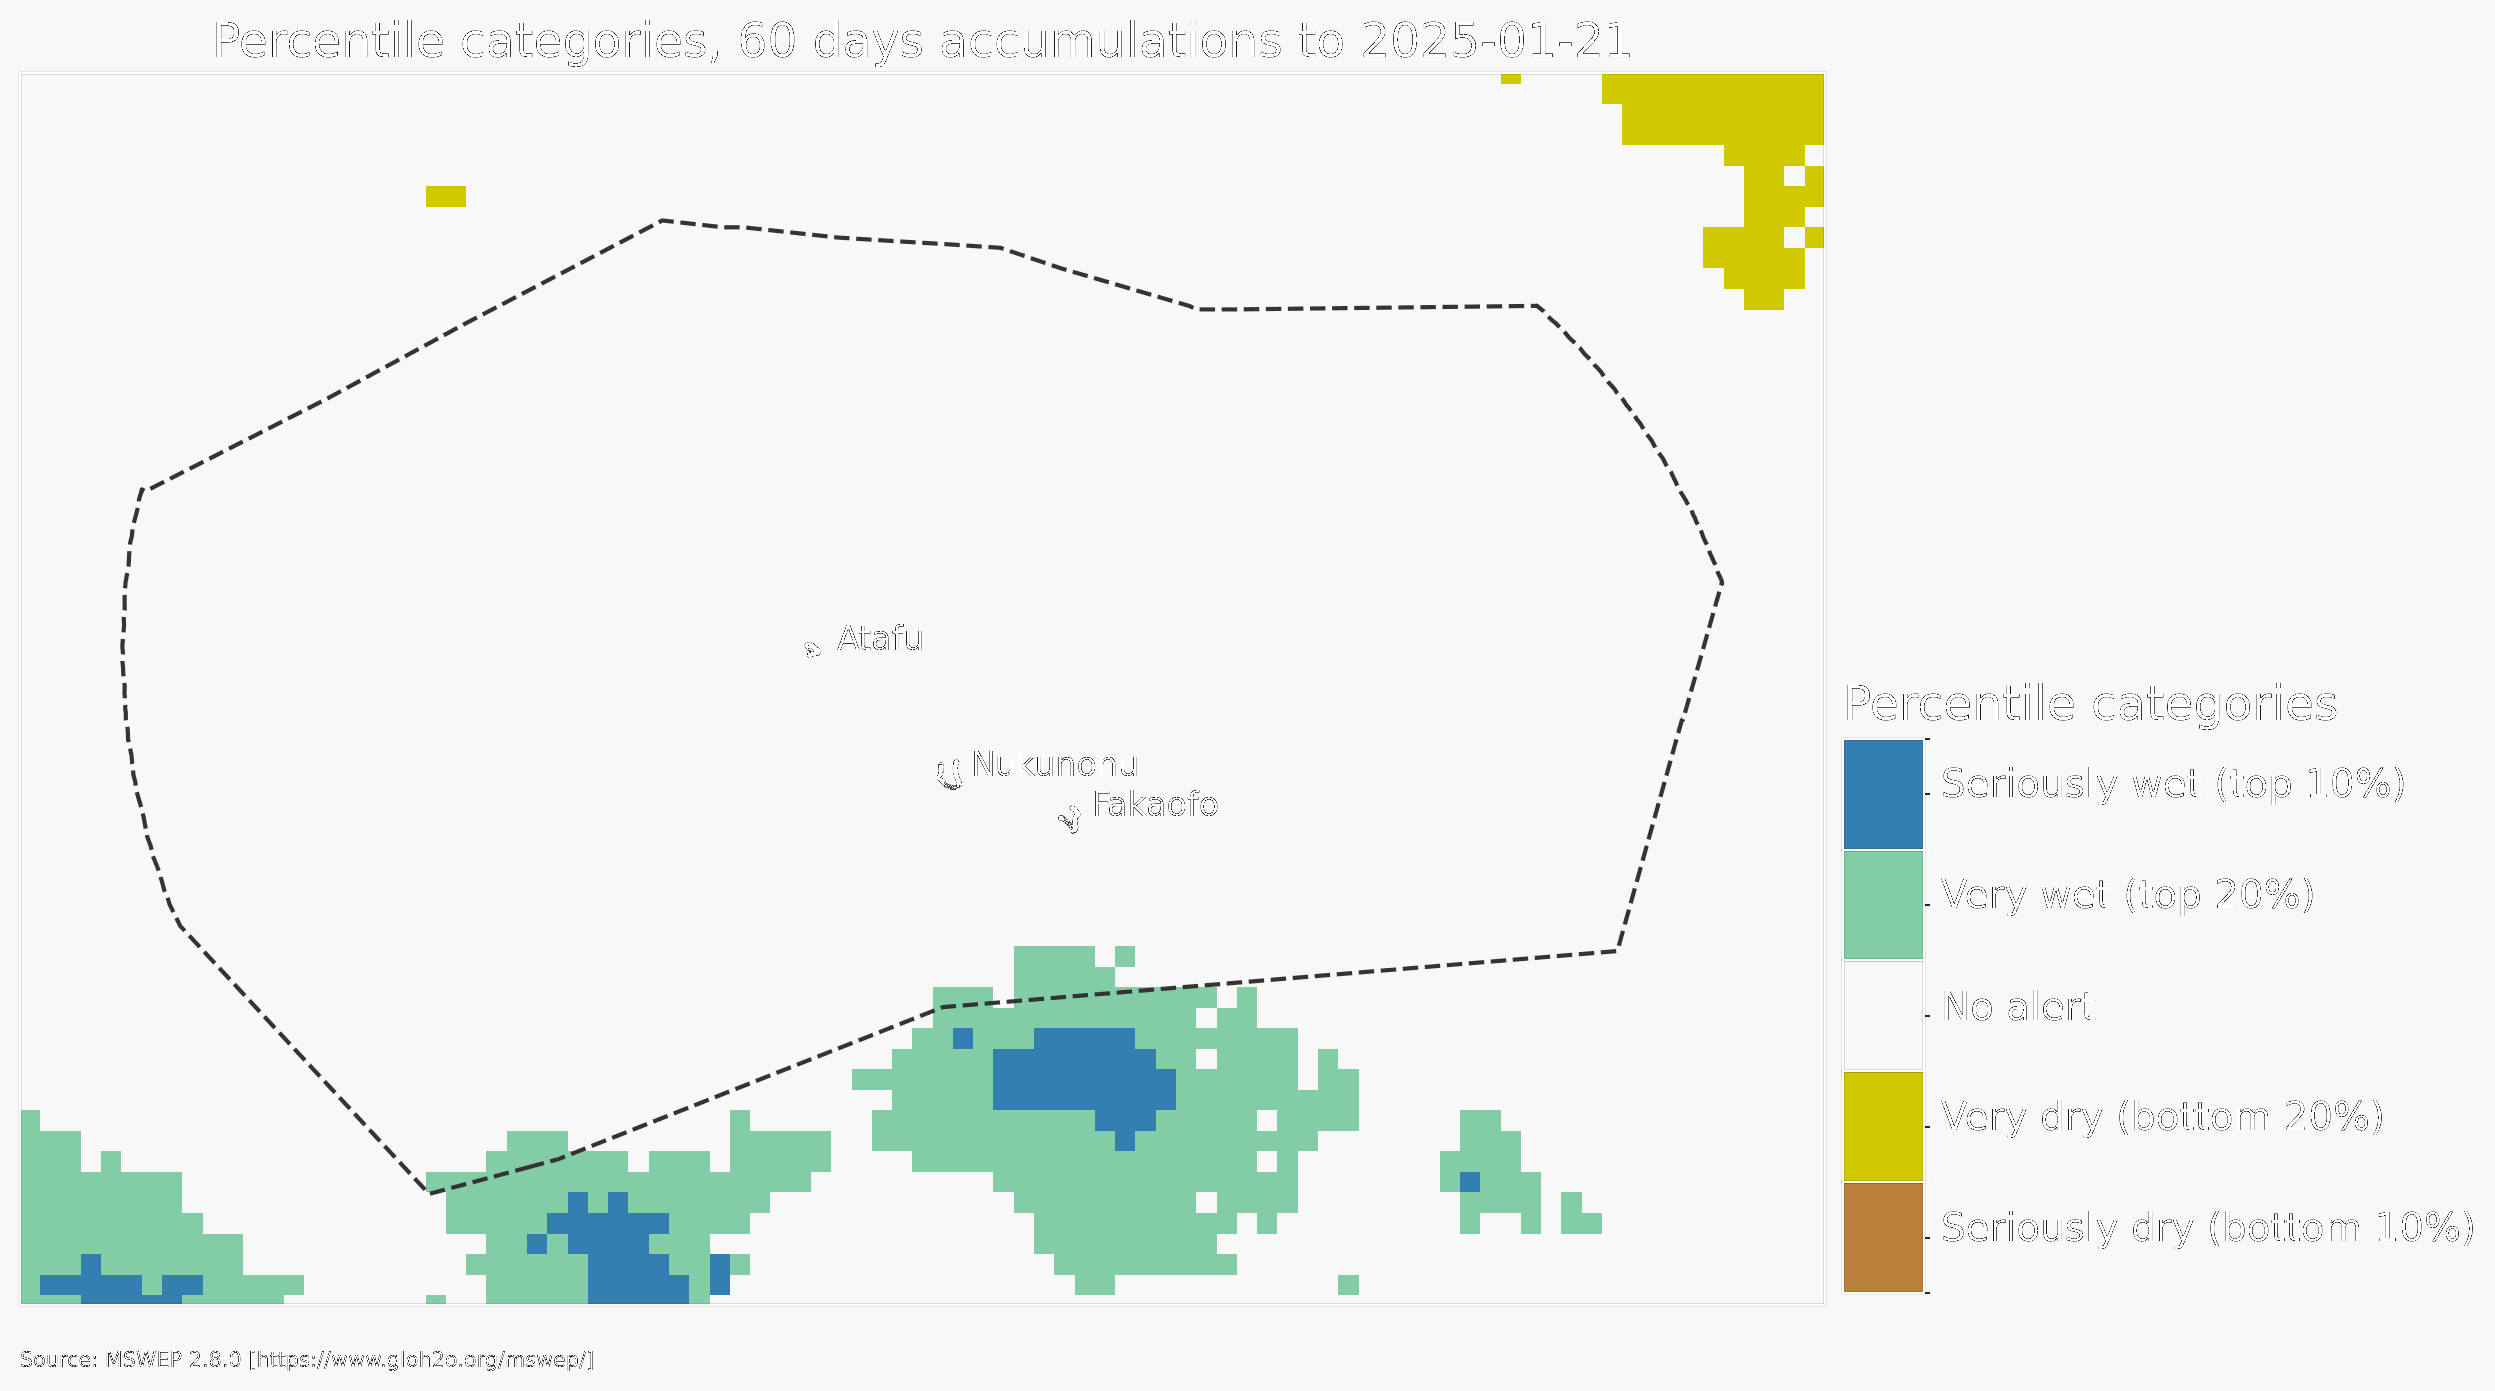 Percentile categories, 60 days accumulations to 2025-01-21
Atafu
Nukunonu
Fakaofo
Percentile categories
Seriously wet (top 10%)
Very wet (top 20%)
No alert
Very dry (bottom 20%)
Seriously dry (bottom 10%)
Source: MSWEP 2.8.0 [https://www.gloh2o.org/mswep/]